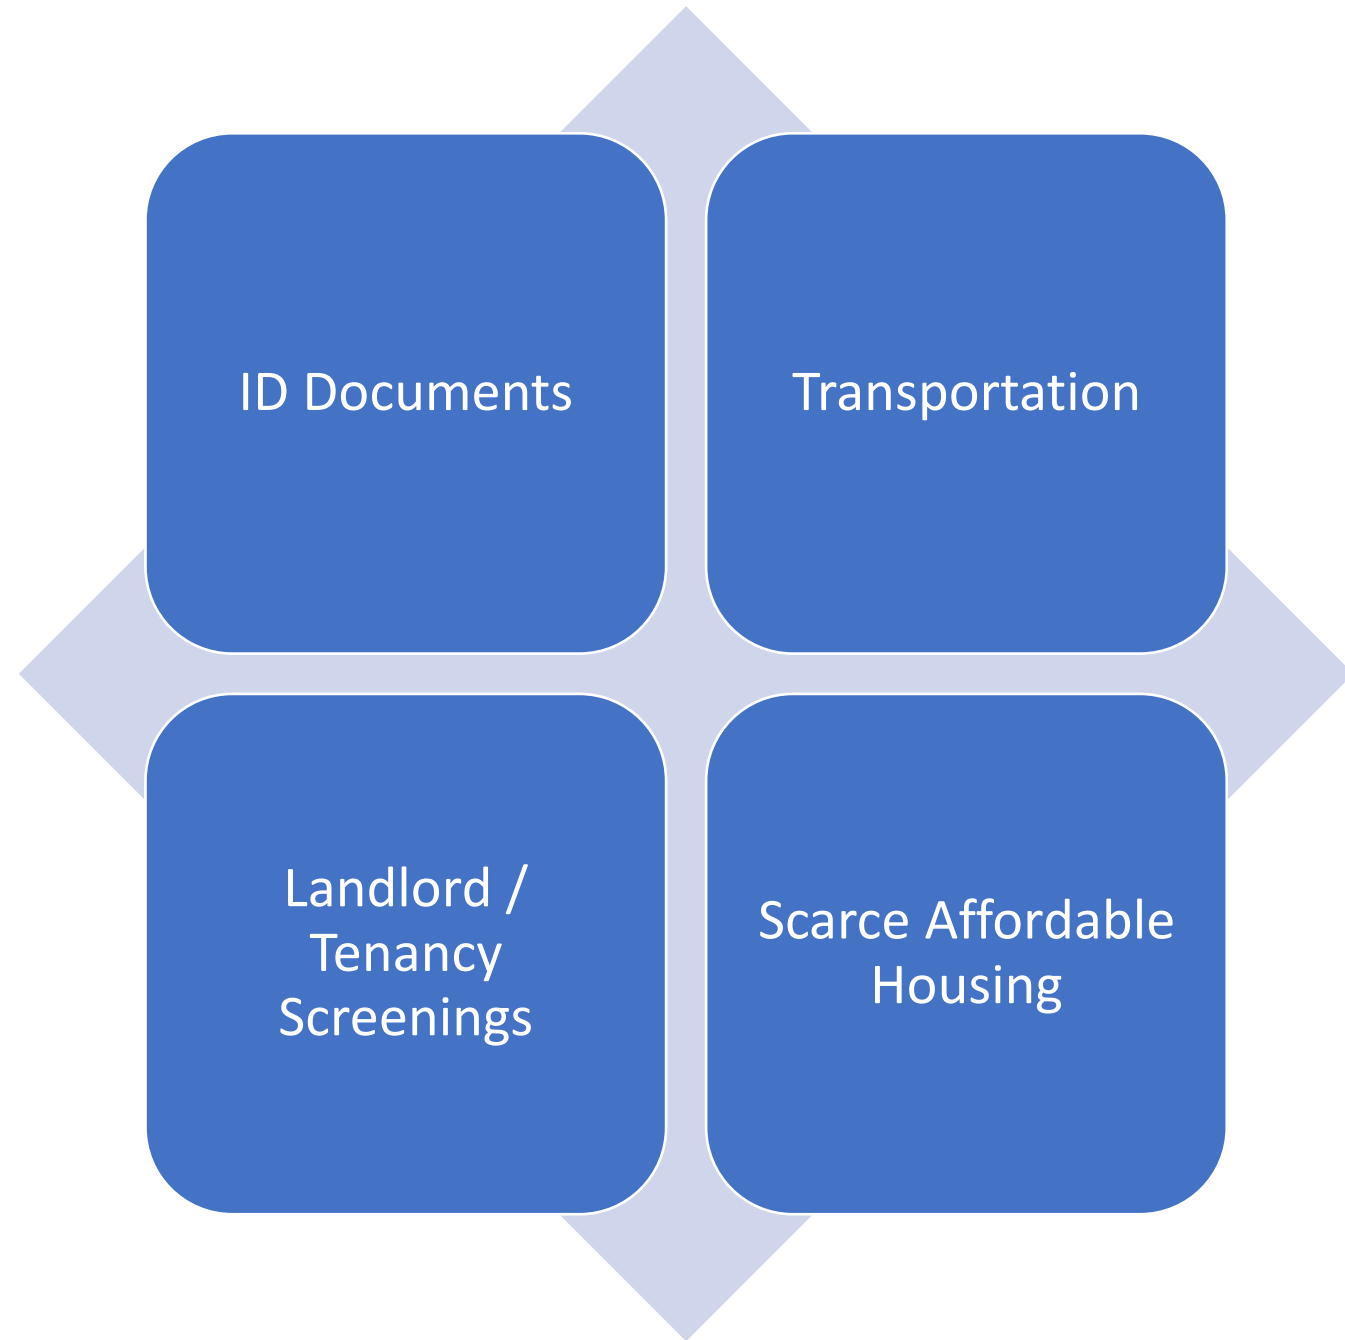 ID Documents
Transportation
Landlord /
Tenancy
Screenings
Scarce Affordable
Housing